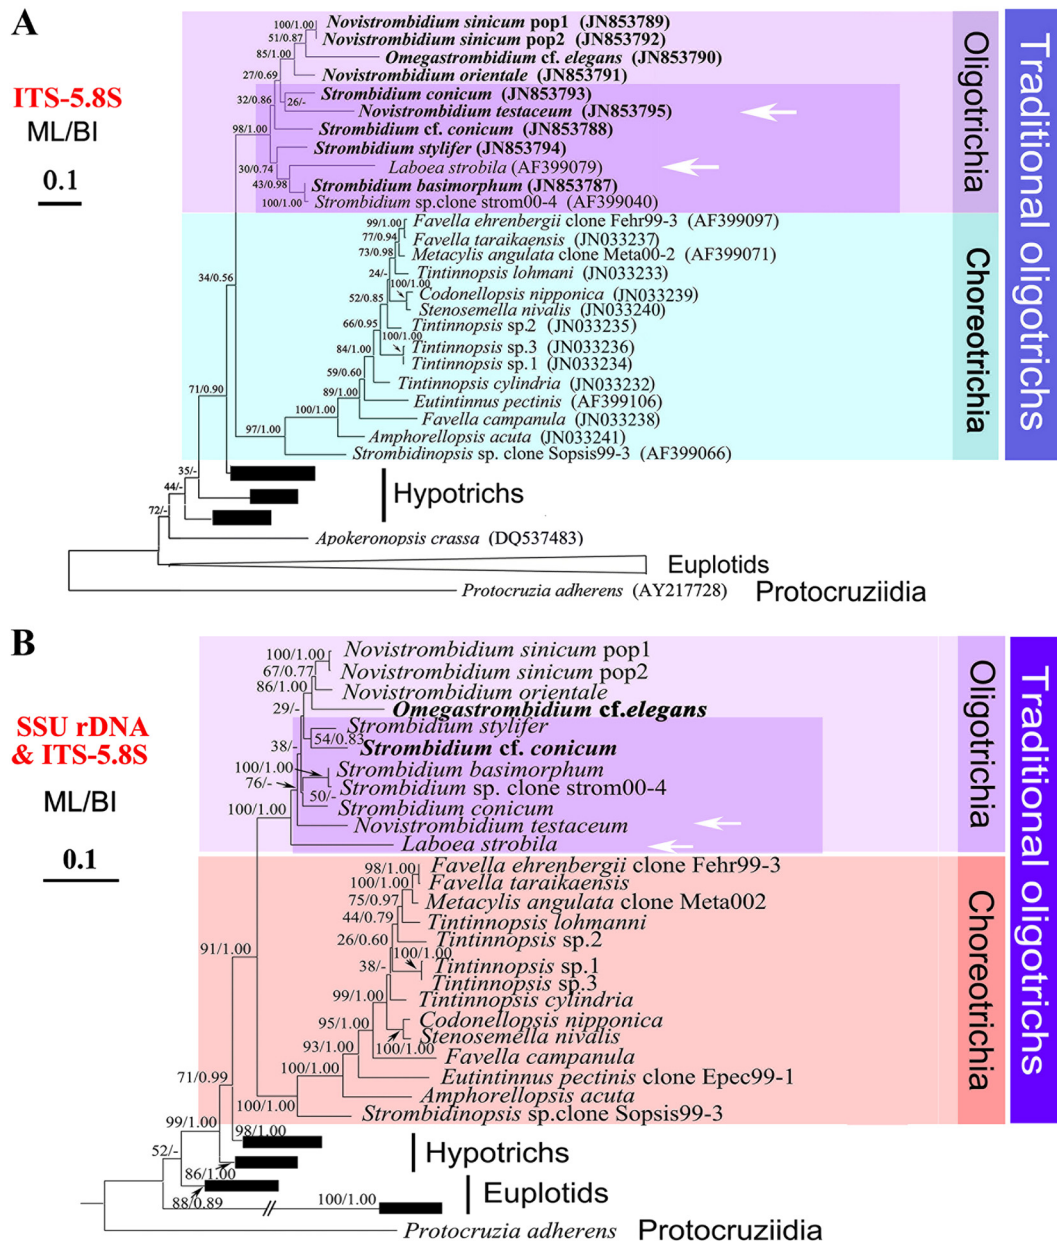 A
ITS-5.8S
ML/BI
0.1
100/1.00
Novistrombidium sinicum pop1 (JN853789)
51/0.87
Novistrombidium sinicum pop2 (JN853792)
85/1.00
Omegastrombidium cf. elegans (JN853790)
27/0.69
Novistrombidium orientale (JN853791)
32/0.86
Strombidium conicum (JN853793)
26/-
Novistrombidium testaceum (JN853795)
98/1.00
Strombidium cf. conicum (JN853788)
Strombidium stylifer (JN853794)
30/0.74
Laboea strobila (AF399079)
43/0.98
Strombidium basimorphum (JN853787)
100/1.00
Strombidium sp.clone strom00-4 (AF399040)
Oligotrichia
Traditional oligotrichs
99/1.00
Favella ehrenbergii clone Fehr99-3 (AF399097)
77/0.94
Favella taraikaensis (JN033237)
73/0.98
Metacylis angulata clone Meta00-2 (AF399071)
24/-
Tintinnopsis lohmani (JN033233)
100/1.00
Codonellopsis nipponica (JN033239)
52/0.85
Stenosemella nivalis (JN033240)
66/0.95
Tintinnopsis sp.2 (JN033235)
100/1.00
Tintinnopsis sp.3 (JN033236)
84/1.00
Tintinnopsis sp.1 (JN033234)
59/0.60
Tintinnopsis cylindria (JN033232)
89/1.00
Eutintinnus pectinis (AF399106)
100/1.00
Favella campanula (JN033238)
97/1.00
Amphorellopsis acuta (JN033241)
Strombidinopsis sp. clone Sopsis99-3 (AF399066)
Choreotrichia
34/0.56
71/0.90
35/-
44/-
72/-
Hypotrichs
Apokeronopsis crassa (DQ537483)
Euplotids
Protocruzia adherens (AY217728) Protocruziidia
B
SSU rDNA
& ITS-5.8S
ML/BI
0.1
100/1.00
Novistrombidium sinicum pop1
67/0.77
Novistrombidium sinicum pop2
86/1.00
Novistrombidium orientale
29/-
Omegastrombidium cf.elegans
Strombidium stylifer
54/0.83
38/-
Strombidium cf. conicum
100/1.00
Strombidium basimorphum
76/-
Strombidium sp. clone strom00-4
50/-
Strombidium conicum
100/1.00
Novistrombidium testaceum
Laboea strobila
Oligotrichia
Traditional oligotrichs
98/1.00
Favella ehrenbergii clone Fehr99-3
100/1.00
Favella taraikaensis
75/0.97
Metacylis angulata clone Meta002
44/0.79
Tintinnopsis lohmanni
26/0.60
Tintinnopsis sp.2
100/1.00
38/-
Tintinnopsis sp.1
Tintinnopsis sp.3
99/1.00
Tintinnopsis cylindria
95/1.00
Codonellopsis nipponica
Stenosemella nivalis
93/1.00
100/1.00
Favella campanula
100/1.00
Eutintinnus pectinis clone Epec99-1
Amphorellopsis acuta
100/1.00
Strombidinopsis sp.clone Sopsis99-3
Choreotrichia
91/1.00
71/0.99
99/1.00
98/1.00
52/-
86/1.00
Hypotrichs
88/0.89
100/1.00
Euplotids
Protocruzia adherens Protocruziidia